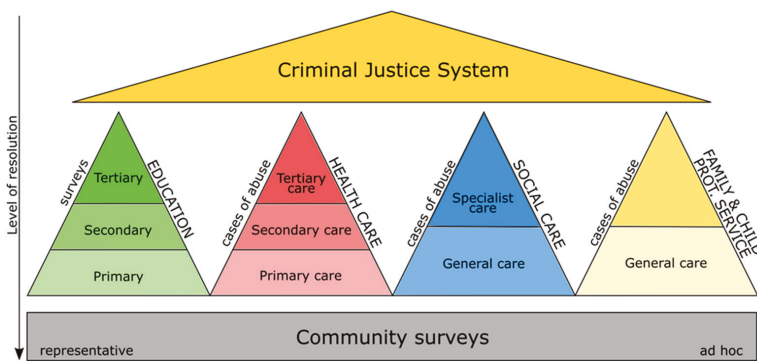 Criminal Justice System
Level of resolution
surveys
EDUCATION
Tertiary
Secondary
Primary
cases of abuse
HEALTH CARE
Tertiary
care
Secondary care
Primary care
cases of abuse
SOCIAL CARE
Specialist
care
General care
cases of abuse
FAMILY & CHILD
PROT. SERVICE
General care
Community surveys
representative
ad hoc